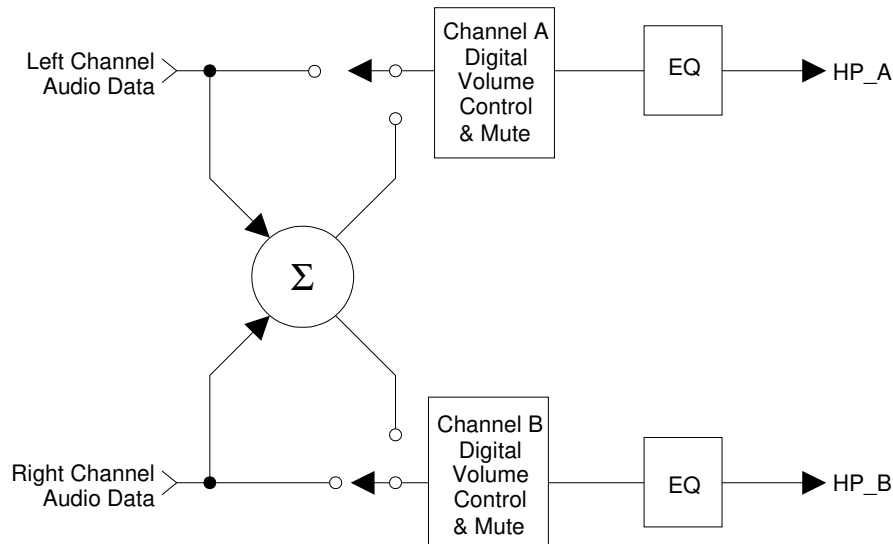 Left Channel
Audio Data
Channel A
Digital
Volume
Control
& Mute
EQ
HP_A
Σ
Right Channel
Audio Data
Channel B
Digital
Volume
Control
& Mute
EQ
HP_B